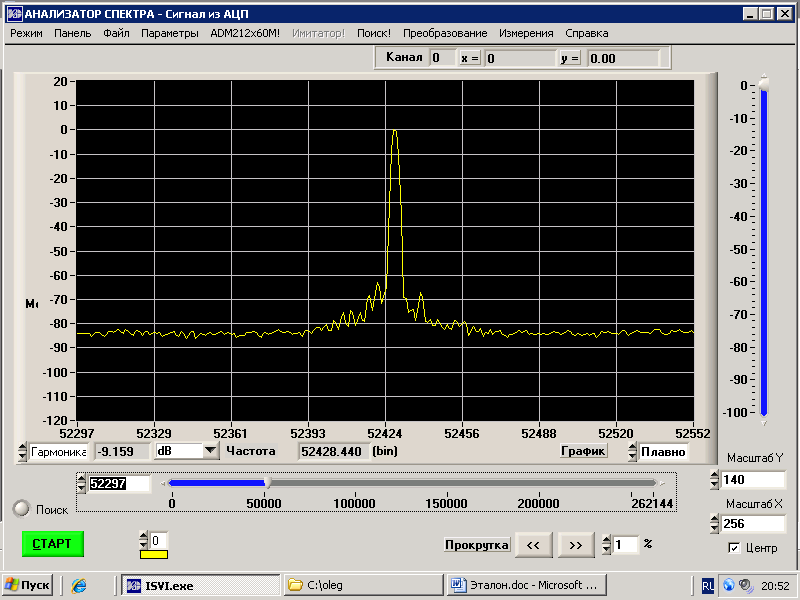 АНАЛИЗАТОР СПЕКТРА - Сигнал из АЦП
Режим Панель Файл Параметры ADM212x60M! Имитатор! Поиск! Преобразование Измерения Справка
Канал 0 x = 0 y = 0.00
20
10
0
-10
-20
-30
-40
-50
-60
-70
-80
-90
-100
-110
-120
52297 52329 52361 52393 52424 52456 52488 52520 52552
0
-10
-20
-30
-40
-50
-60
-70
-80
-90
-100
Гармоника -9.159 dB Частота 52428.440 (bin) График Плавно
52297
0 50000 100000 150000 200000 262144
Масштаб Y
140
Масштаб X
256
Центр
Поиск
СТАРТ
0
Прокрутка << >> 1 %
Пуск ISVI.exe C:\oleg Эталон.doc - Microsoft ... RU 20:52